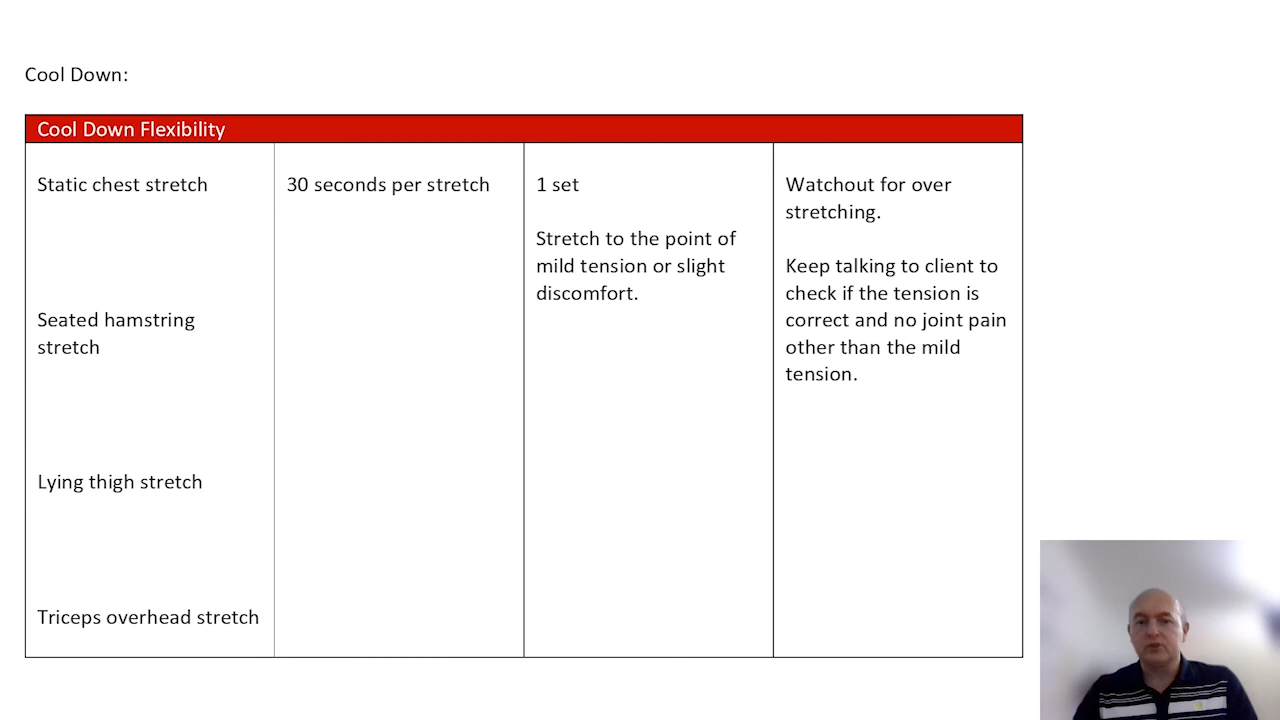 Cool Down:
Cool Down Flexibility
Static chest stretch
Seated hamstring
stretch
Lying thigh stretch
Triceps overhead stretch
30 seconds per stretch
1 set
Stretch to the point of
mild tension or slight
discomfort.
Watchout for over
stretching.
Keep talking to client to
check if the tension is
correct and no joint pain
other than the mild
tension.